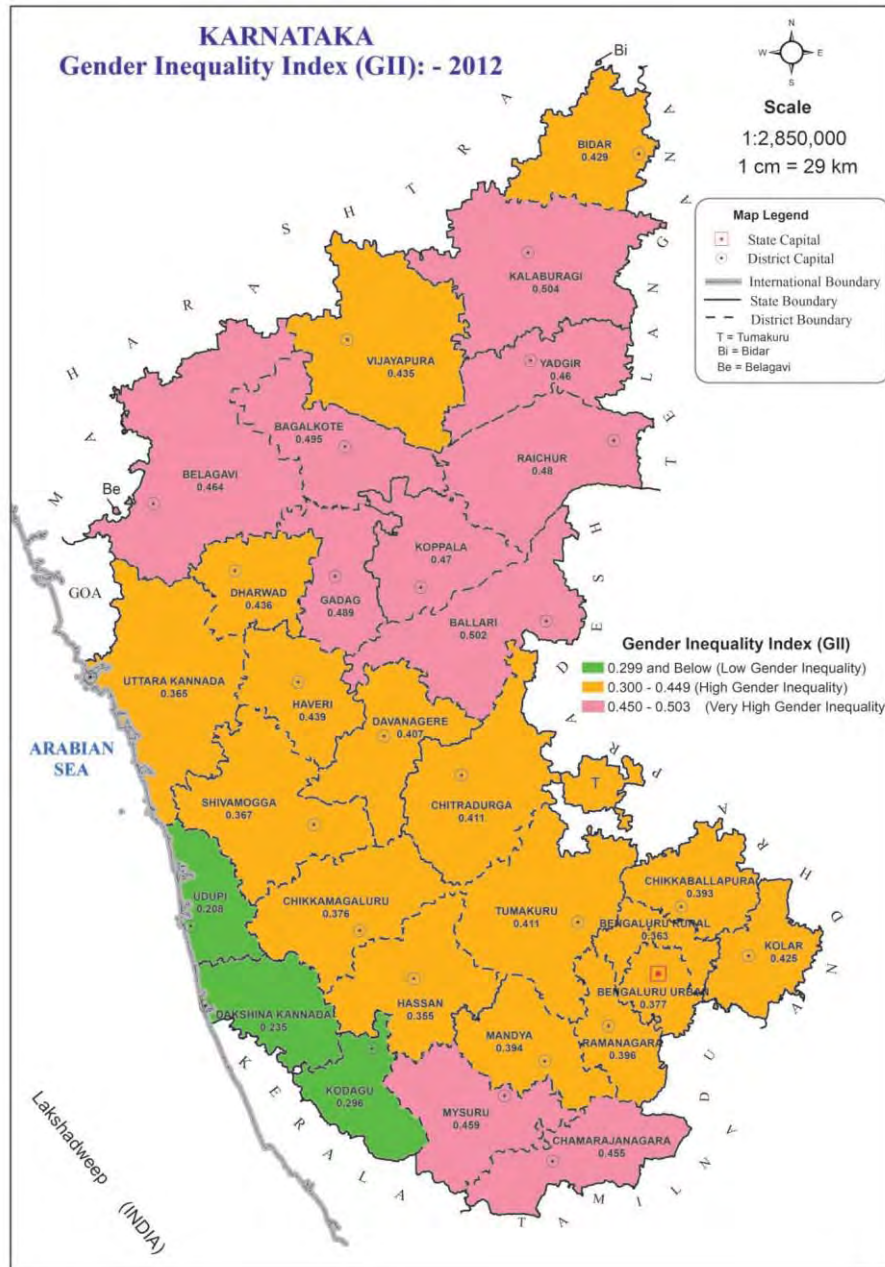 KARNATAKA
Gender Inequality Index (GII): - 2012
Bi
N
W E
S
Scale
1:2,850,000
1 cm = 29 km
Map Legend
State Capital
District Capital
International Boundary
State Boundary
District Boundary
T = Tumakuru
Bi = Bidar
Be = Belagavi
MAHARASHTRA
TELANGANA
BIDAR
0.429
KALABURAGI
0.504
VIJAYAPURA
0.435
YADGIR
0.46
BAGALKOTE
0.495
RAICHUR
0.48
BELAGAVI
0.464
Be
KOPPALA
0.47
GOA
DHARWAD
0.436
GADAG
0.489
BALLARI
0.502
ANDHRA PRADESH
Gender Inequality Index (GII)
0.299 and Below (Low Gender Inequality)
0.300 - 0.449 (High Gender Inequality)
0.450 - 0.503 (Very High Gender Inequality
UTTARA KANNADA
0.365
HAVERI
0.439
DAVANAGERE
0.407
ARABIAN
SEA
SHIVAMOGGA
0.367
CHITRADURGA
0.411
T
UDUPI
0.208
CHIKKAMAGALURU
0.376
TUMAKURU
0.411
CHIKKABALLAPURA
0.393
BENGALURU RURAL
0.363
KOLAR
0.425
HASSAN
0.355
BENGALURU URBAN
0.377
DAKSHINA KANNADA
0.235
MANDYA
0.394
RAMANAGARA
0.396
KODAGU
0.296
MYSURU
0.459
CHAMARAJANAGARA
0.455
KERALA
TAMILNADU
Lakshadweep
(INDIA)